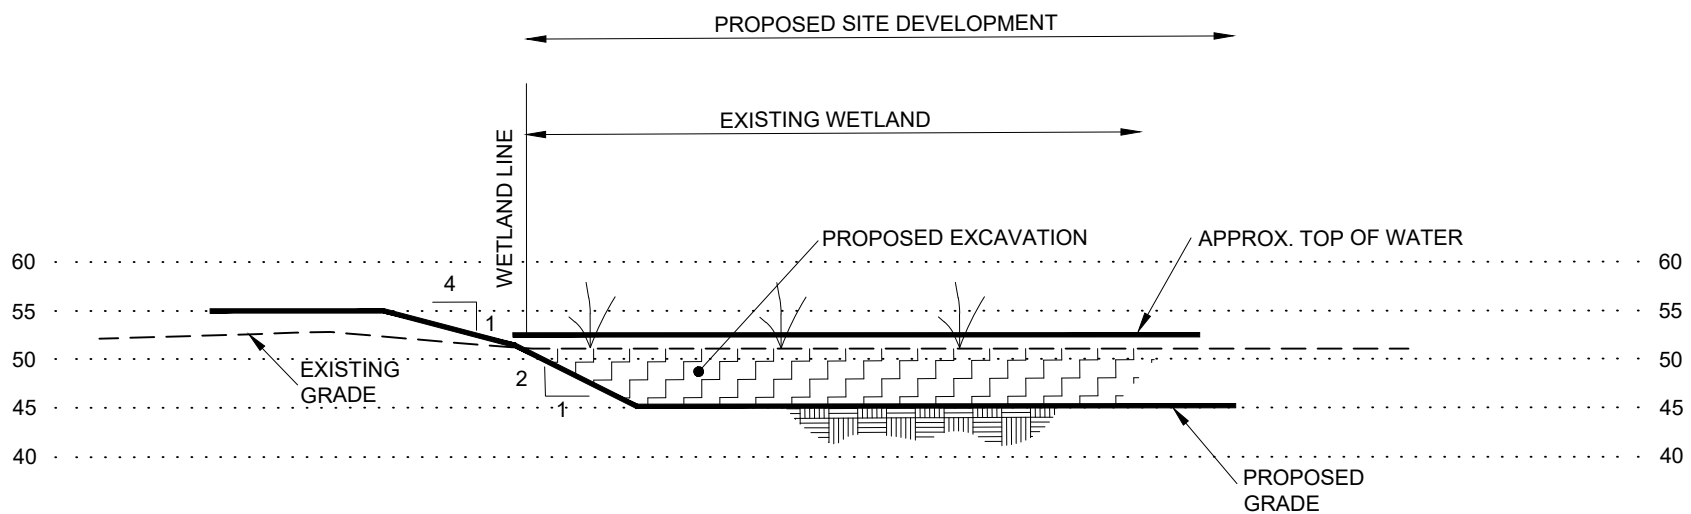 PROPOSED SITE DEVELOPMENT
EXISTING WETLAND
WETLAND LINE
PROPOSED EXCAVATION
APPROX. TOP OF WATER
60
60
4
55
1
55
50
50
EXISTING
GRADE
2
1
45
45
40
40
PROPOSED
GRADE